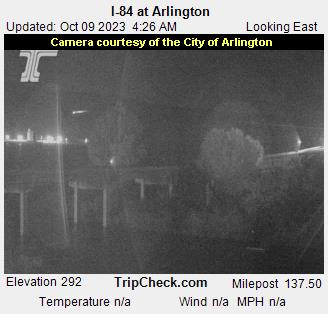 I-84 at Arlington
Updated: Oct 09 2023 4:26 AM Looking East
Camera courtesy of the City of Arlington
Elevation 292 TripCheck.com Milepost 137.50
Temperature n/a Wind n/a MPH n/a